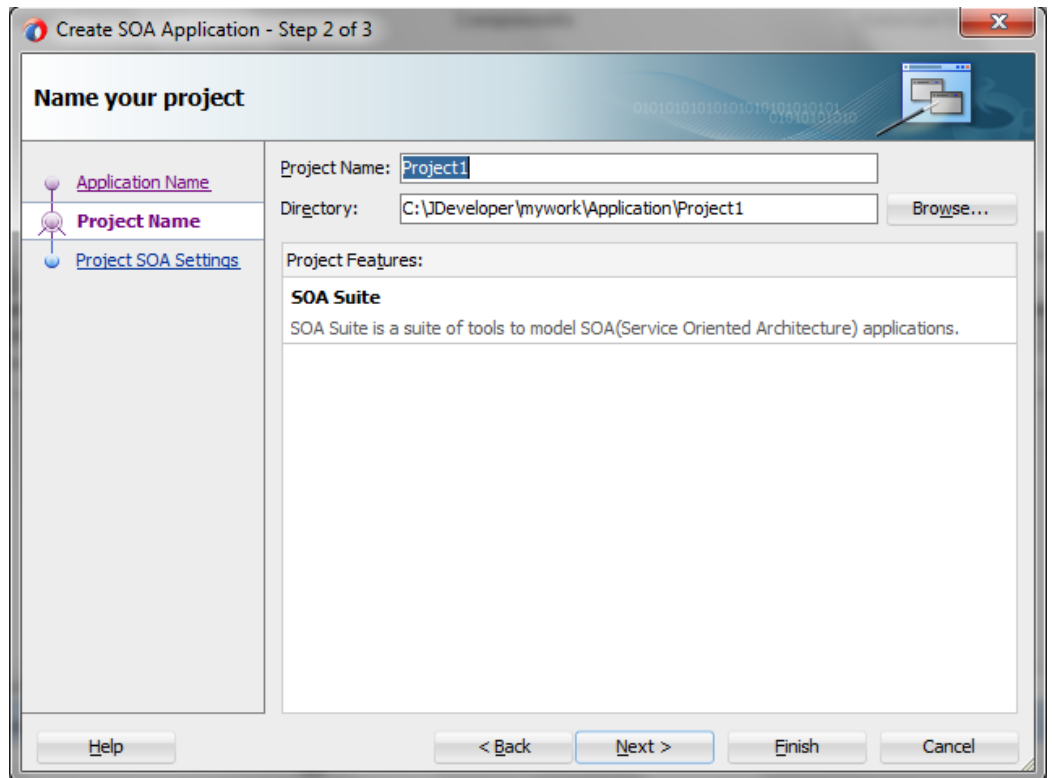 Create SOA Application - Step 2 of 3
Name your project
Application Name
Project Name
Project SOA Settings
Project Name: Project1
Directory: C:\JDeveloper\mywork\Application\Project1 Browse...
Project Features:
SOA Suite
SOA Suite is a suite of tools to model SOA(Service Oriented Architecture) applications.
Help < Back Next > Finish Cancel